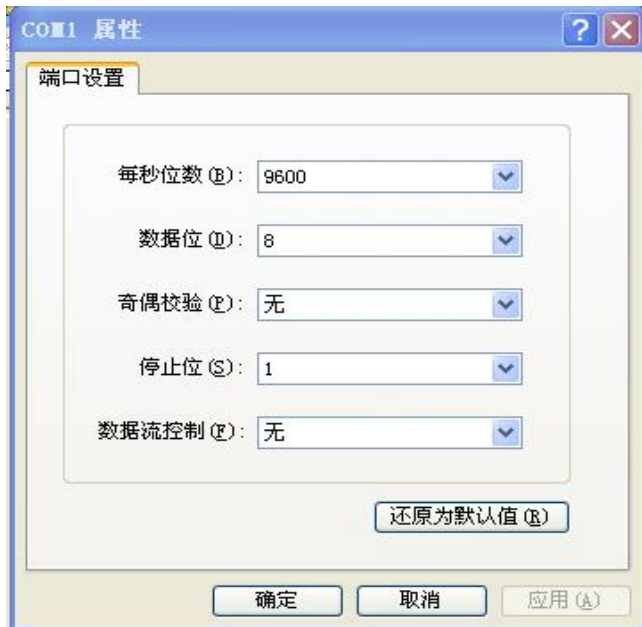 COM1 属性
端口设置
每秒位数(B): 9600
数据位(D): 8
奇偶校验(P): 无
停止位(S): 1
数据流控制(F): 无
还原为默认值(R)
确定 取消 应用(A)